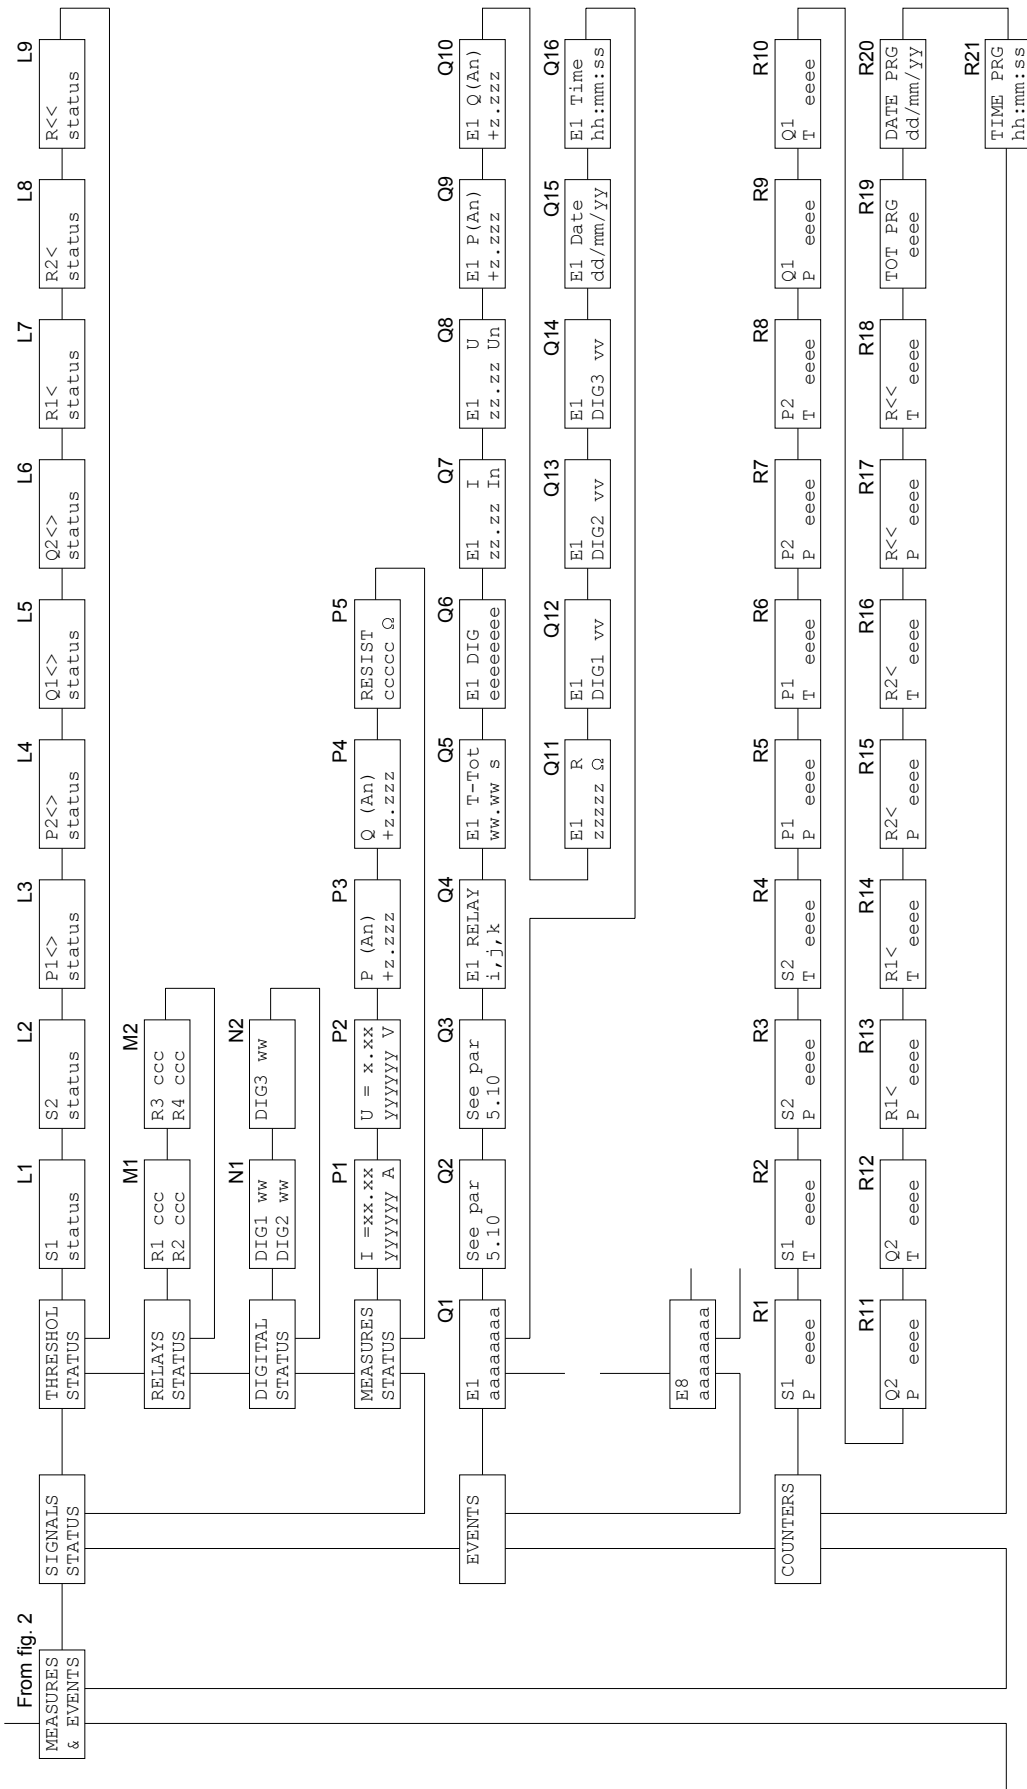 From fig. 2
MEASURES
& EVENTS
SIGNALS
STATUS
THRESHOL
STATUS
L1
S1
status
L2
S2
status
L3
P1<>
status
L4
P2<>
status
L5
Q1<>
status
L6
Q2<>
status
L7
R1<
status
L8
R2<
status
L9
R<<
status
RELAYS
STATUS
M1
R1 ccc
R2 ccc
M2
R3 ccc
R4 ccc
DIGITAL
STATUS
N1
DIG1 ww
DIG2 ww
N2
DIG3 ww
MEASURES
STATUS
P1
I =xx.xx
yyyyyy A
P2
U = x.xx
yyyyyy V
P3
P (An)
+z.zzz
P4
Q (An)
+z.zzz
P5
RESIST
ccccc Ω
EVENTS
Q1
E1
aaaaaaaa
Q2
See par
5.10
Q3
See par
5.10
Q4
E1 RELAY
i,j,k
Q5
E1 T-Tot
ww.ww s
Q6
E1 DIG
eeeeeeee
Q7
E1 I
zz.zz In
Q8
E1 U
zz.zz Un
Q9
E1 P(An)
+z.zzz
Q10
E1 Q(An)
+z.zzz
Q11
E1 R
zzzzz Ω
Q12
E1
DIG1 vv
Q13
E1
DIG2 vv
Q14
E1
DIG3 vv
Q15
E1 Date
dd/mm/yy
Q16
E1 Time
hh:mm:ss
E8
aaaaaaaa
COUNTERS
R1
S1
P eeee
R2
S1
T eeee
R3
S2
P eeee
R4
S2
T eeee
R5
P1
P eeee
R6
P1
T eeee
R7
P2
P eeee
R8
P2
T eeee
R9
Q1
P eeee
R10
Q1
T eeee
R11
Q2
P eeee
R12
Q2
T eeee
R13
R1<
P eeee
R14
R1<
T eeee
R15
R2<
P eeee
R16
R2<
T eeee
R17
R<<
P eeee
R18
R<<
T eeee
R19
TOT PRG
eeee
R20
DATE PRG
dd/mm/yy
R21
TIME PRG
hh:mm:ss